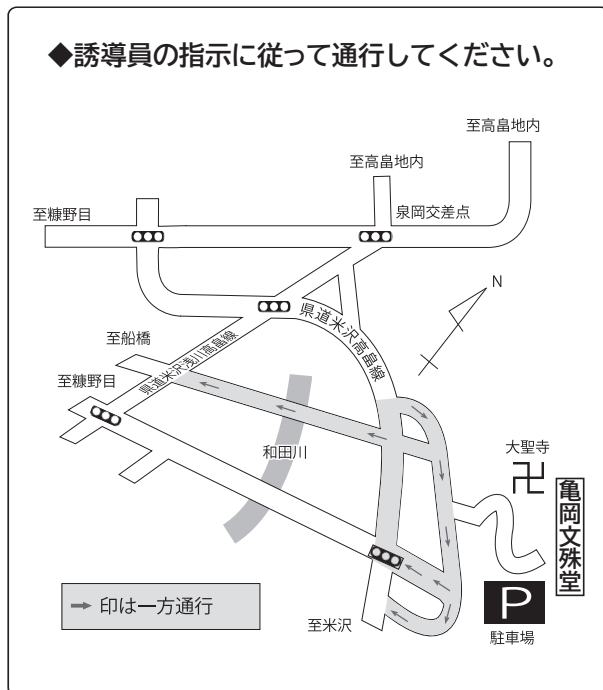 ◆誘導員の指示に従って通行してください。
至高畠地内
至高畠地内
至糠野目
泉岡交差点
N
県道米沢高畠線
至船橋
県道米沢浅川高畠線
至糠野目
和田川
大聖寺
卍
亀岡文殊堂
→印は一方通行
P
至米沢
駐車場